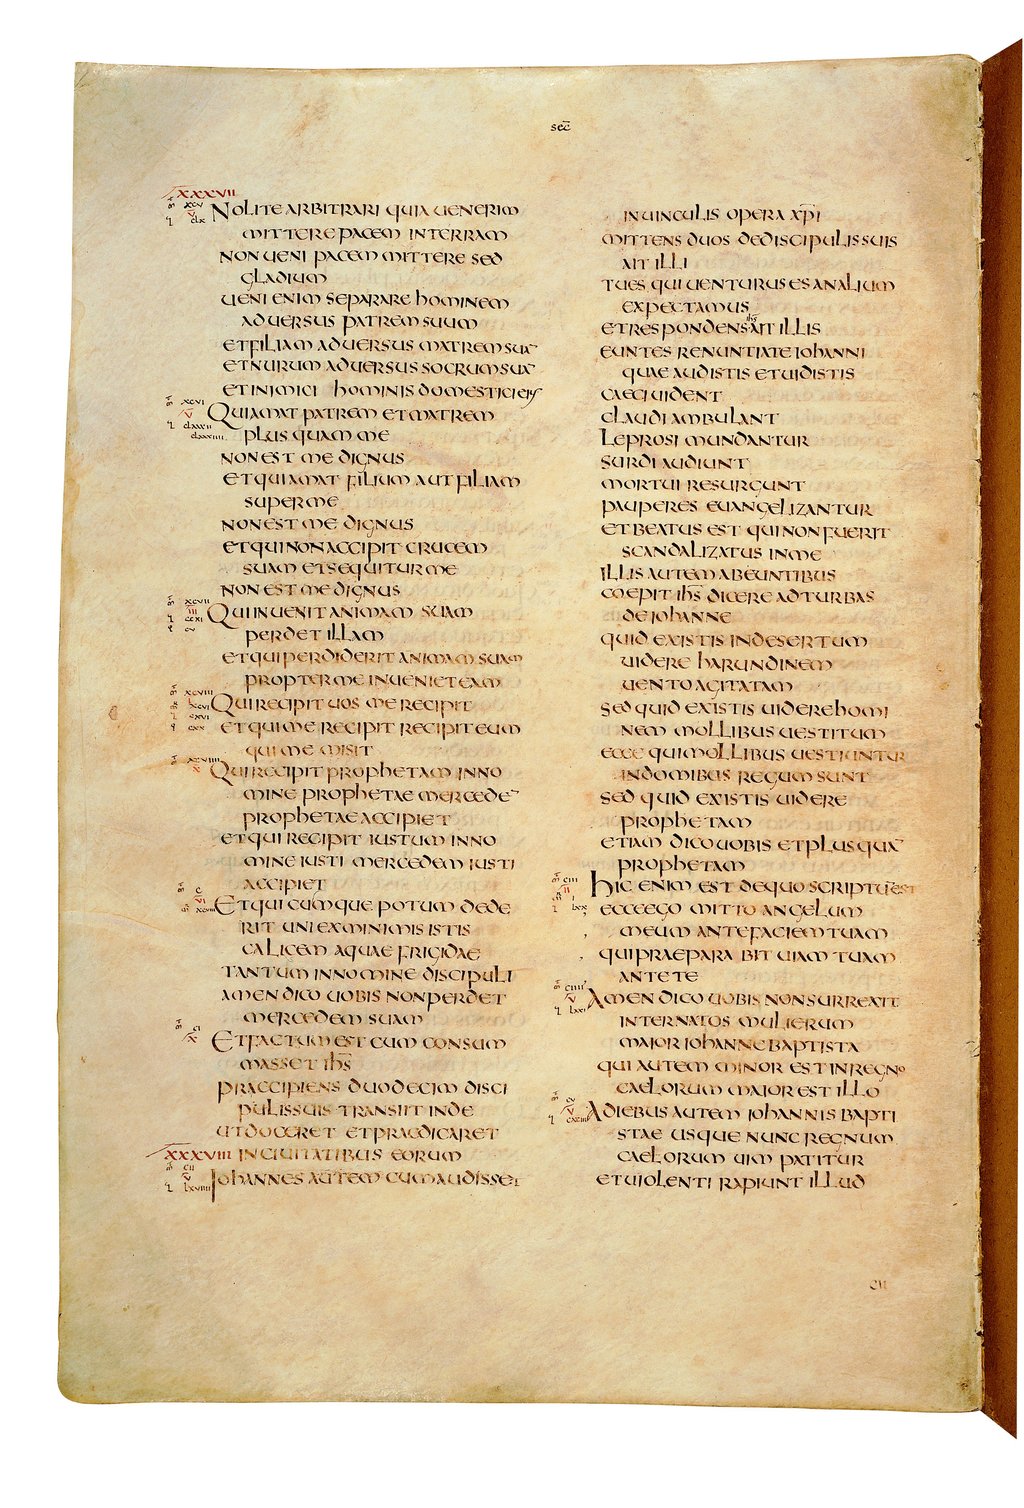 sec̄
XXXVII
NOLITE ARBITRARI QUIA UENERIM
MITTERE PACEM IN TERRAM
NON UENI PACEM MITTERE SED
GLADIUM
UENI ENIM SEPARARE HOMINEM
ADUERSUS PATREM SUUM
ET FILIAM ADUERSUS MATREM SUA¯
ET NURUM ADUERSUS SOCRUM SUA¯
ET INIMICI HOMINIS DOMESTICI EIUS
QUI AMAT PATREM ET MATREM
PLUS QUAM ME
NON EST ME DIGNUS
ET QUI AMAT FILIUM AUT FILIAM
SUPER ME
NON EST ME DIGNUS
ET QUI NON ACCIPIT CRUCEM
SUAM ET SEQUITUR ME
NON EST ME DIGNUS
QUI INUENIT ANIMAM SUAM
PERDET ILLAM
ET QUI PERDIDERIT ANIMAM SUAM
PROPTER ME INUENIET EAM
QUI RECIPIT UOS ME RECIPIT
ET QUI ME RECIPIT RECIPIT EUM
QUI ME MISIT
QUI RECIPIT PROPHETAM IN NO
MINE PROPHETAE MERCEDE¯
PROPHETAE ACCIPIET
ET QUI RECIPIT IUSTUM IN NO
MINE IUSTI MERCEDEM IUSTI
ACCIPIET
ET QUICUMQUE POTUM DEDE
RIT UNI EX MINIMIS ISTIS
CALICEM AQUAE FRIGIDAE
TANTUM IN NOMINE DISCIPULI
AMEN DICO UOBIS NON PERDET
MERCEDEM SUAM
ET FACTUM EST CUM CONSUM
MASSET IH̄S
PRAECIPIENS DUODECIM DISCI
PULIS SUIS TRANSIIT INDE
UT DOCERET ET PRAEDICARET
XXXVIII IN CIUITATIBUS EORUM
IOHANNES AUTEM CUM AUDISSET
IN UINCULIS OPERA XP̄I
MITTENS DUOS DE DISCIPULIS SUIS
AIT ILLI
TU ES QUI UENTURUS ES AN ALIUM
EXPECTAMUS
ET RESPONDENS IH̄S AIT ILLIS
EUNTES RENUNTIATE IOHANNI
QUAE AUDISTIS ET UIDISTIS
CAECI UIDENT
CLAUDI AMBULANT
LEPROSI MUNDANTUR
SURDI AUDIUNT
MORTUI RESURGUNT
PAUPERES EUANGELIZANTUR
ET BEATUS EST QUI NON FUERIT
SCANDALIZATUS IN ME
ILLIS AUTEM ABEUNTIBUS
COEPIT IH̄S DICERE AD TURBAS
DE IOHANNE
QUID EXISTIS IN DESERTUM
UIDERE HARUNDINEM
UENTO AGITATAM
SED QUID EXISTIS UIDERE HOMI
NEM MOLLIBUS UESTITUM
ECCE QUI MOLLIBUS UESTIUNTUR
IN DOMIBUS REGUM SUNT
SED QUID EXISTIS UIDERE
PROPHETAM
ETIAM DICO UOBIS ET PLUS QUA¯
PROPHETAM
HIC ENIM EST DE QUO SCRIPTŪ EST
ECCE EGO MITTO ANGELUM
MEUM ANTE FACIEM TUAM
QUI PRAEPARABIT UIAM TUAM
ANTE TE
AMEN DICO UOBIS NON SURREXIT
INTER NATOS MULIERUM
MAIOR IOHANNE BAPTISTA
QUI AUTEM MINOR EST IN REGNO
CAELORUM MAIOR EST ILLO
A DIEBUS AUTEM IOHANNIS BAPTI
STAE USQUE NUNC REGNUM
CAELORUM UIM PATITUR
ET UIOLENTI RAPIUNT ILLUD
CII